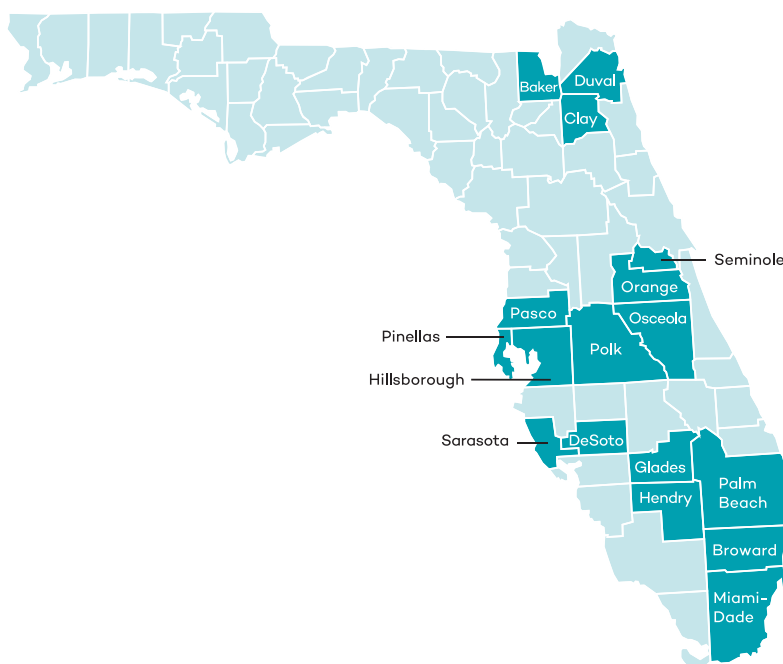 Baker
Duval
Clay
Seminole
Orange
Pasco
Osceola
Pinellas
Polk
Hillsborough
Sarasota
DeSoto
Glades
Palm
Beach
Hendry
Broward
Miami-
Dade